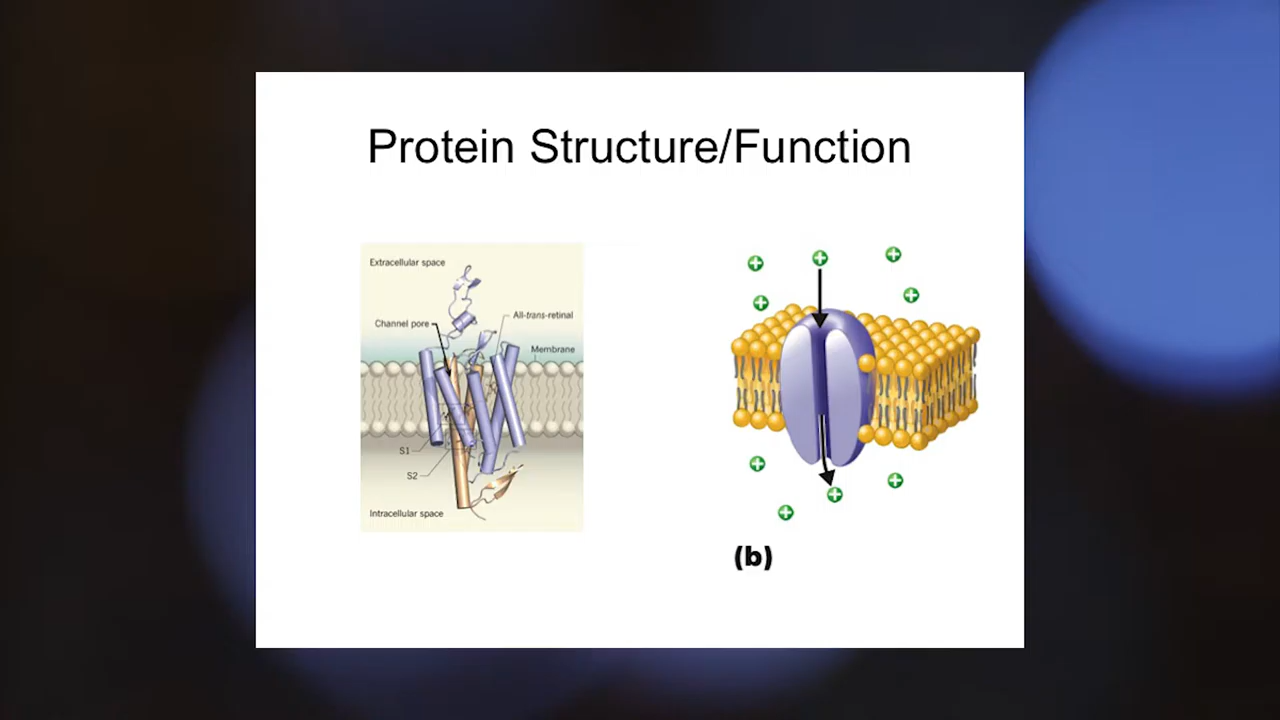 Protein Structure/Function
Extracellular space
Channel pore
All-trans-retinal
Membrane
S1
S2
Intracellular space
(b)